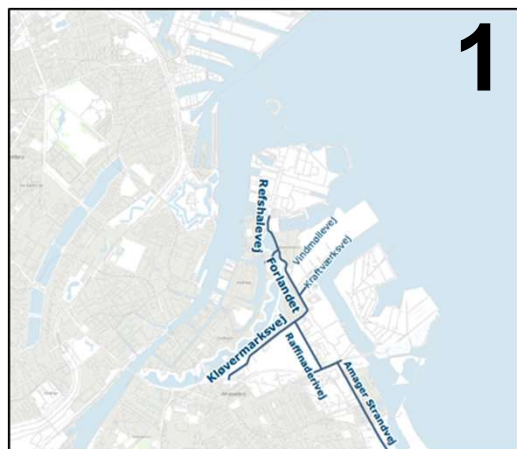 1
Refshalevej
Vindmøllevej
Forlandet
Kraftværksvej
Kløvermarksvej
Raffinaderivej
Amager Strandvej